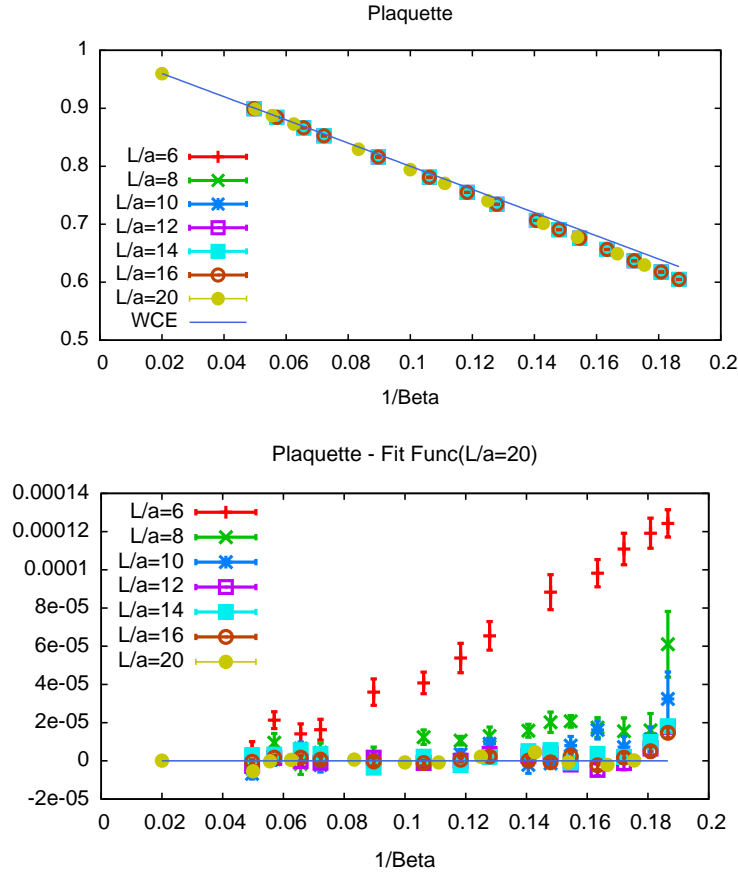 Plaquette
1
0.9
0.8
0.7
0.6
0.5
L/a=6
L/a=8
L/a=10
L/a=12
L/a=14
L/a=16
L/a=20
WCE
0 0.02 0.04 0.06 0.08 0.1 0.12 0.14 0.16 0.18 0.2
1/Beta
Plaquette - Fit Func(L/a=20)
0.00014
0.00012
0.0001
8e-05
6e-05
4e-05
2e-05
0
-2e-05
L/a=6
L/a=8
L/a=10
L/a=12
L/a=14
L/a=16
L/a=20
0 0.02 0.04 0.06 0.08 0.1 0.12 0.14 0.16 0.18 0.2
1/Beta